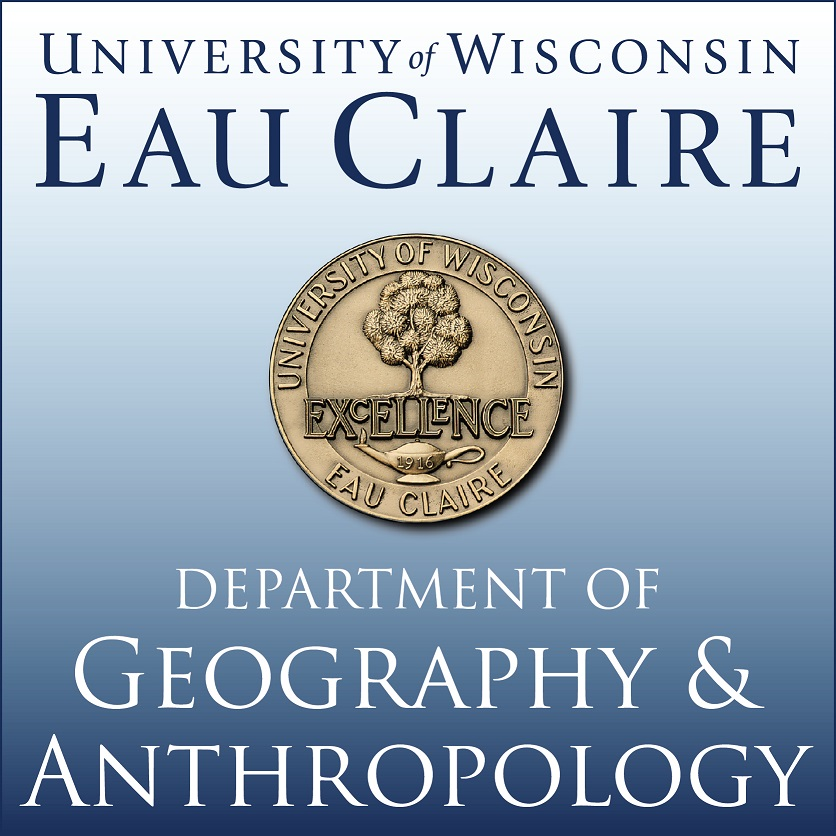 UNIVERSITY of WISCONSIN
EAU CLAIRE
UNIVERSITY OF WISCONSIN
EXCELLENCE
1916
EAU CLAIRE
DEPARTMENT OF
GEOGRAPHY &
ANTHROPOLOGY